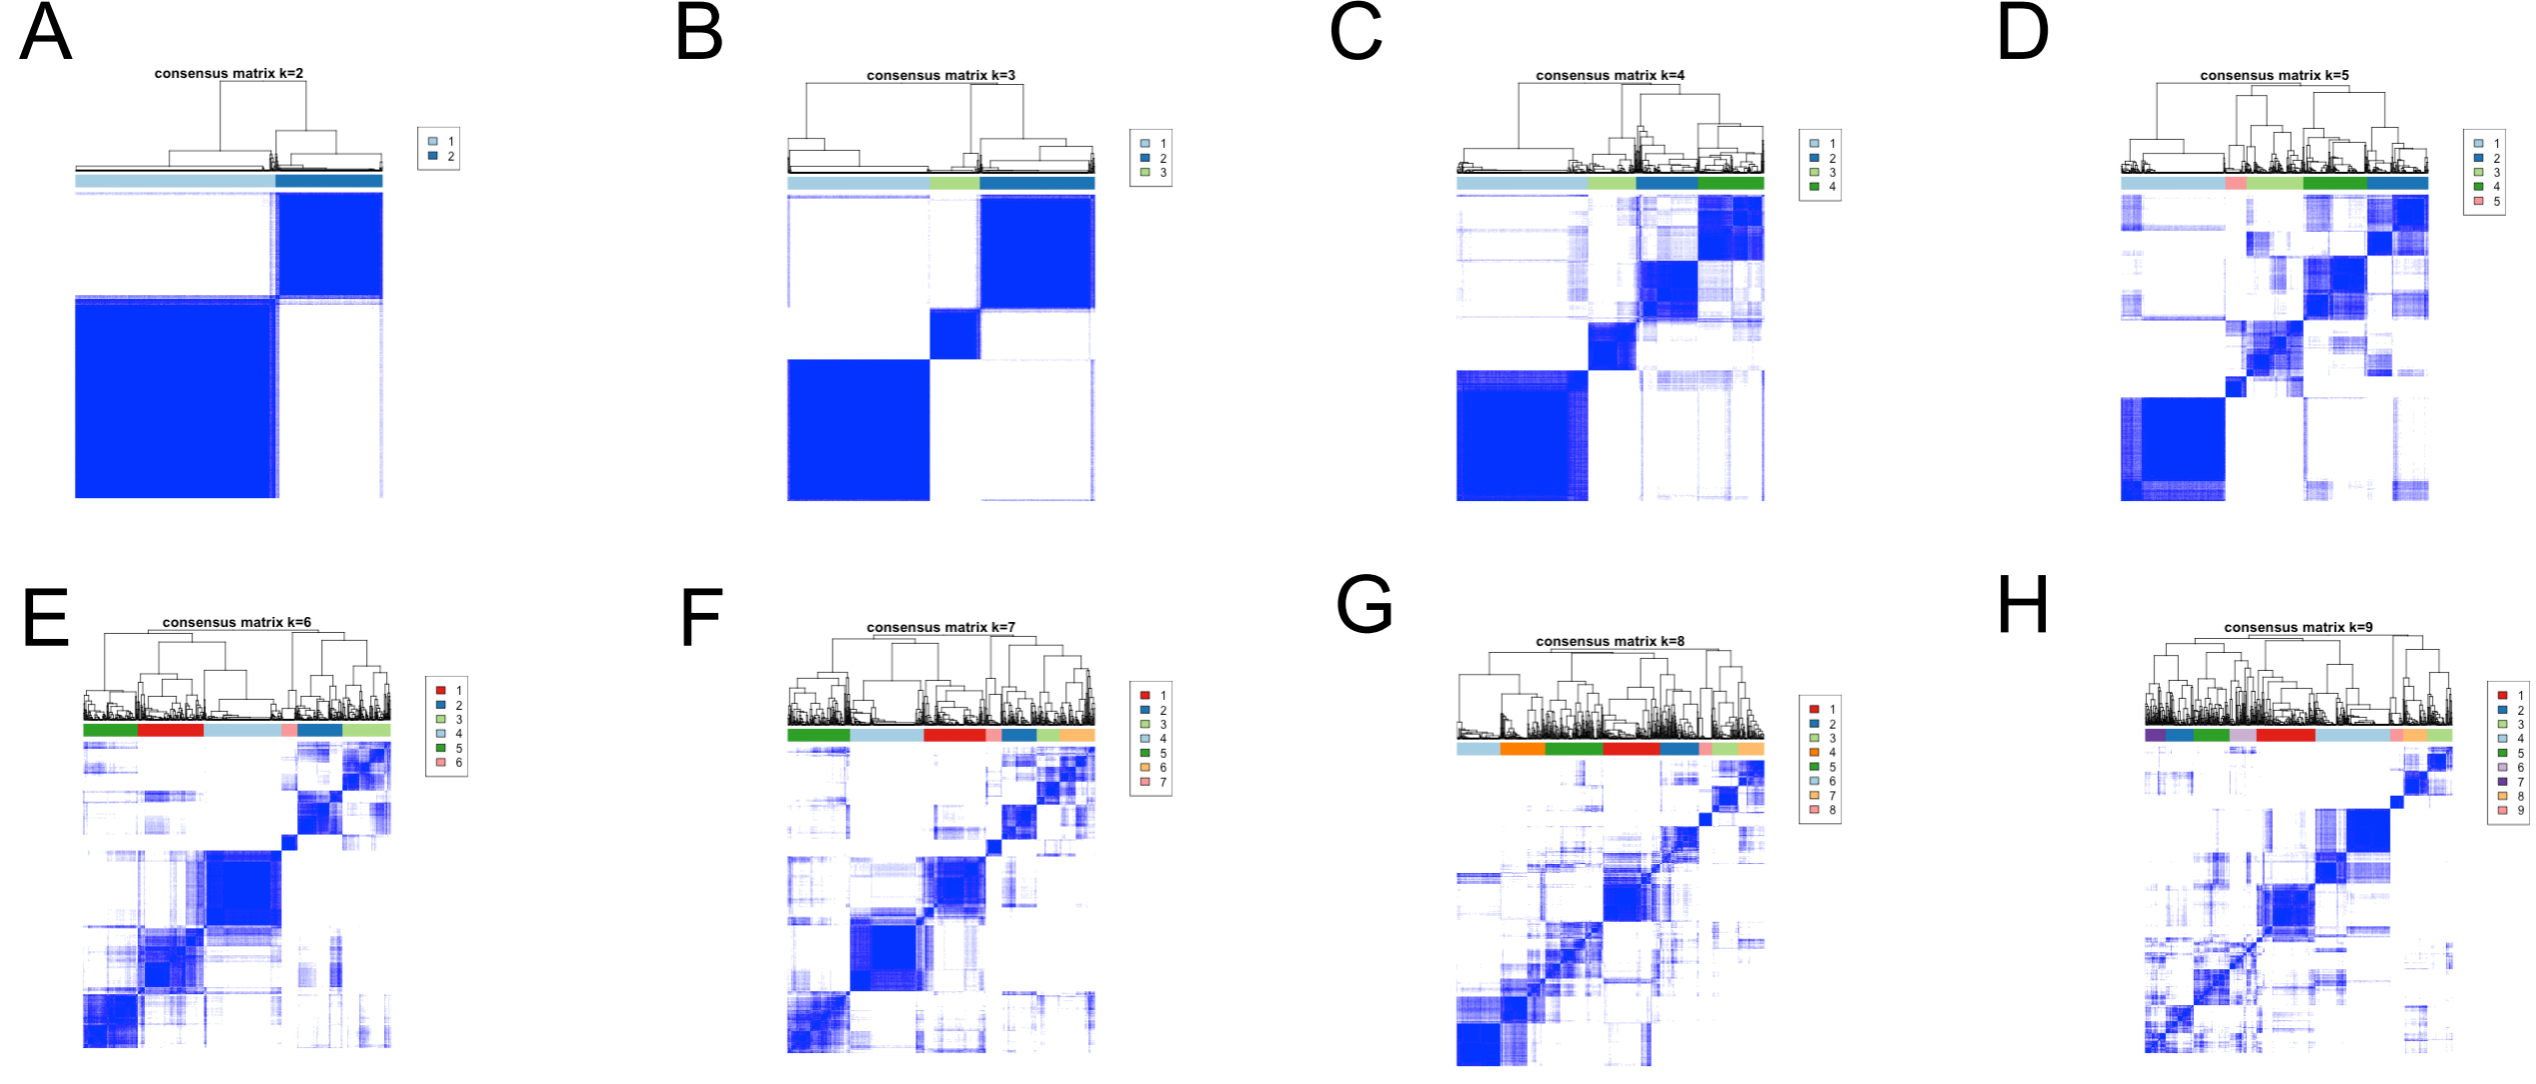 A
consensus matrix k=2
1
2
B
consensus matrix k=3
1
2
3
C
consensus matrix k=4
1
2
3
4
D
consensus matrix k=5
1
2
3
4
5
E
consensus matrix k=6
1
2
3
4
5
6
F
consensus matrix k=7
1
2
3
4
5
6
7
G
consensus matrix k=8
1
2
3
4
5
6
7
8
H
consensus matrix k=9
1
2
3
4
5
6
7
8
9